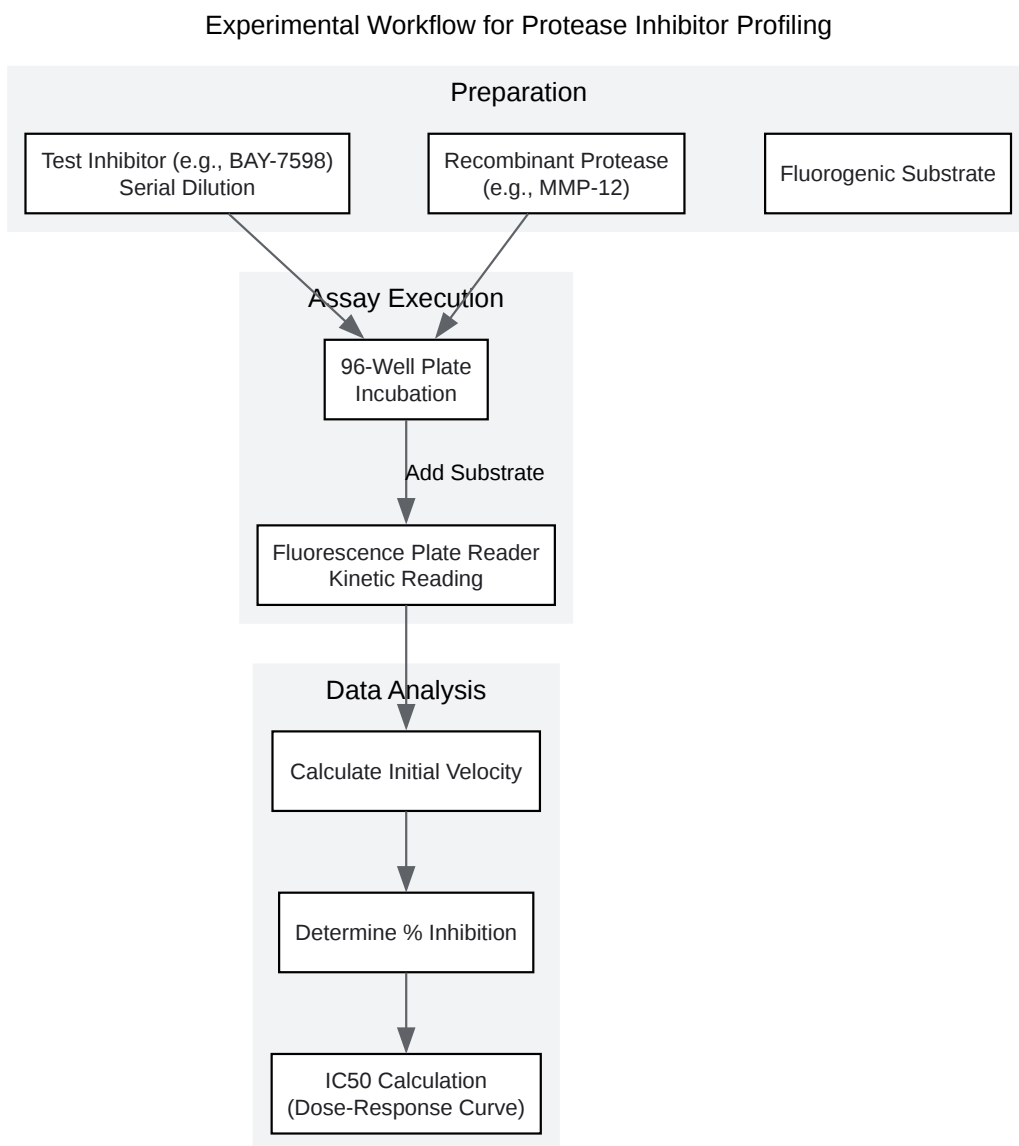 Experimental Workflow for Protease Inhibitor Profiling
Preparation
Test Inhibitor (e.g., BAY-7598)
Serial Dilution
Recombinant Protease
(e.g., MMP-12)
Fluorogenic Substrate
Assay Execution
96-Well Plate
Incubation
Add Substrate
Fluorescence Plate Reader
Kinetic Reading
Data Analysis
Calculate Initial Velocity
Determine % Inhibition
IC50 Calculation
(Dose-Response Curve)